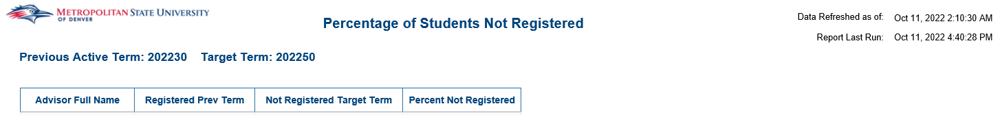 METROPOLITAN STATE UNIVERSITY
OF DENVER
Percentage of Students Not Registered
Data Refreshed as of: Oct 11, 2022 2:10:30 AM
Report Last Run: Oct 11, 2022 4:40:28 PM
Previous Active Term: 202230 Target Term: 202250
Advisor Full Name Registered Prev Term Not Registered Target Term Percent Not Registered